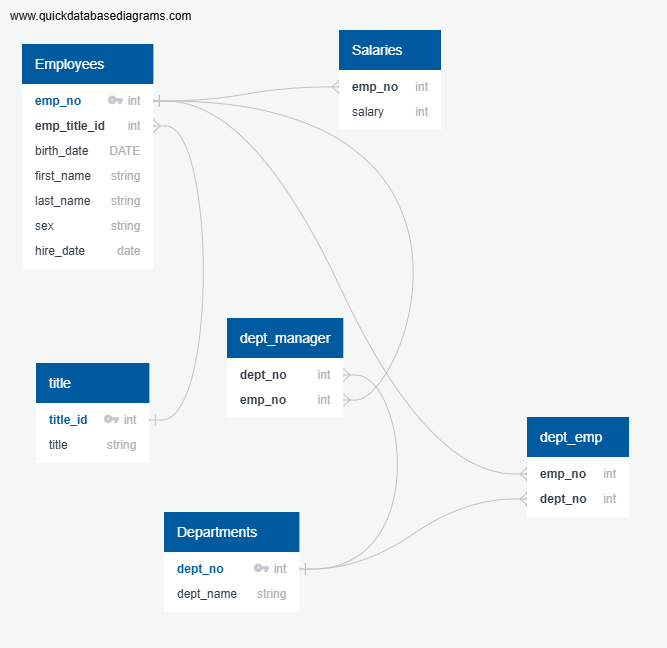 www.quickdatabasediagrams.com
Employees
emp_no int
emp_title_id int
birth_date DATE
first_name string
last_name string
sex string
hire_date date
Salaries
emp_no int
salary int
dept_manager
dept_no int
emp_no int
title
title_id int
title string
dept_emp
emp_no int
dept_no int
Departments
dept_no int
dept_name string